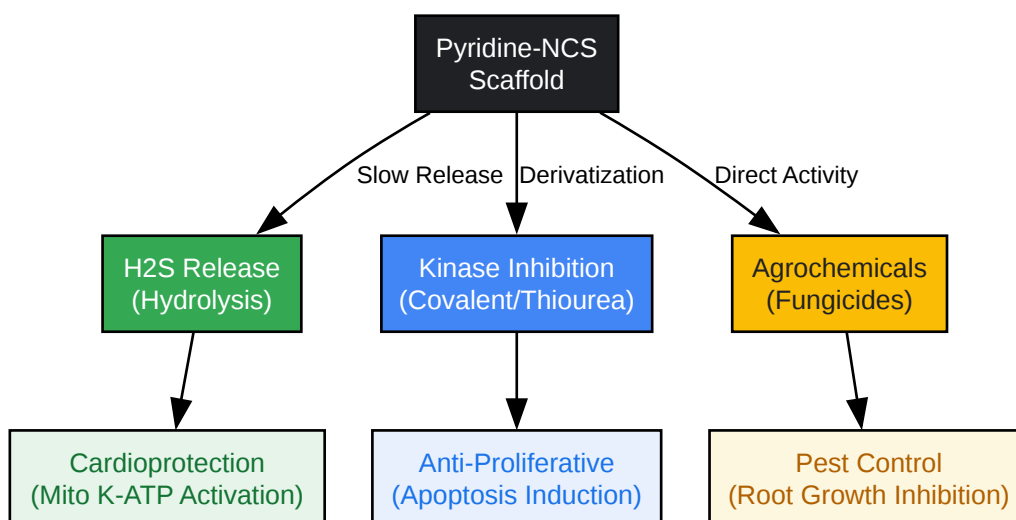 Pyridine-NCS
Scaffold
Slow Release
Derivatization
Direct Activity
H2S Release
(Hydrolysis)
Kinase Inhibition
(Covalent/Thiourea)
Agrochemicals
(Fungicides)
Cardioprotection
(Mito K-ATP Activation)
Anti-Proliferative
(Apoptosis Induction)
Pest Control
(Root Growth Inhibition)